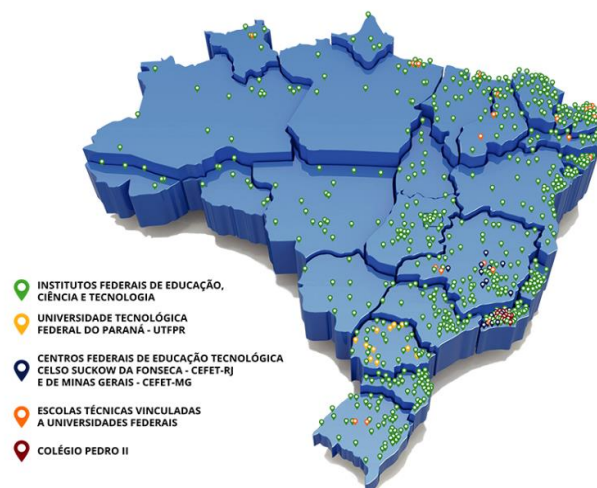 INSTITUTOS FEDERAIS DE EDUCAÇÃO,
CIÊNCIA E TECNOLOGIA
UNIVERSIDADE TECNOLÓGICA
FEDERAL DO PARANÁ - UTFPR
CENTROS FEDERAIS DE EDUCAÇÃO TECNOLÓGICA
CELSO SUCKOW DA FONSECA - CEFET-RJ
E DE MINAS GERAIS - CEFET-MG
ESCOLAS TÉCNICAS VINCULADAS
A UNIVERSIDADES FEDERAIS
COLÉGIO PEDRO II